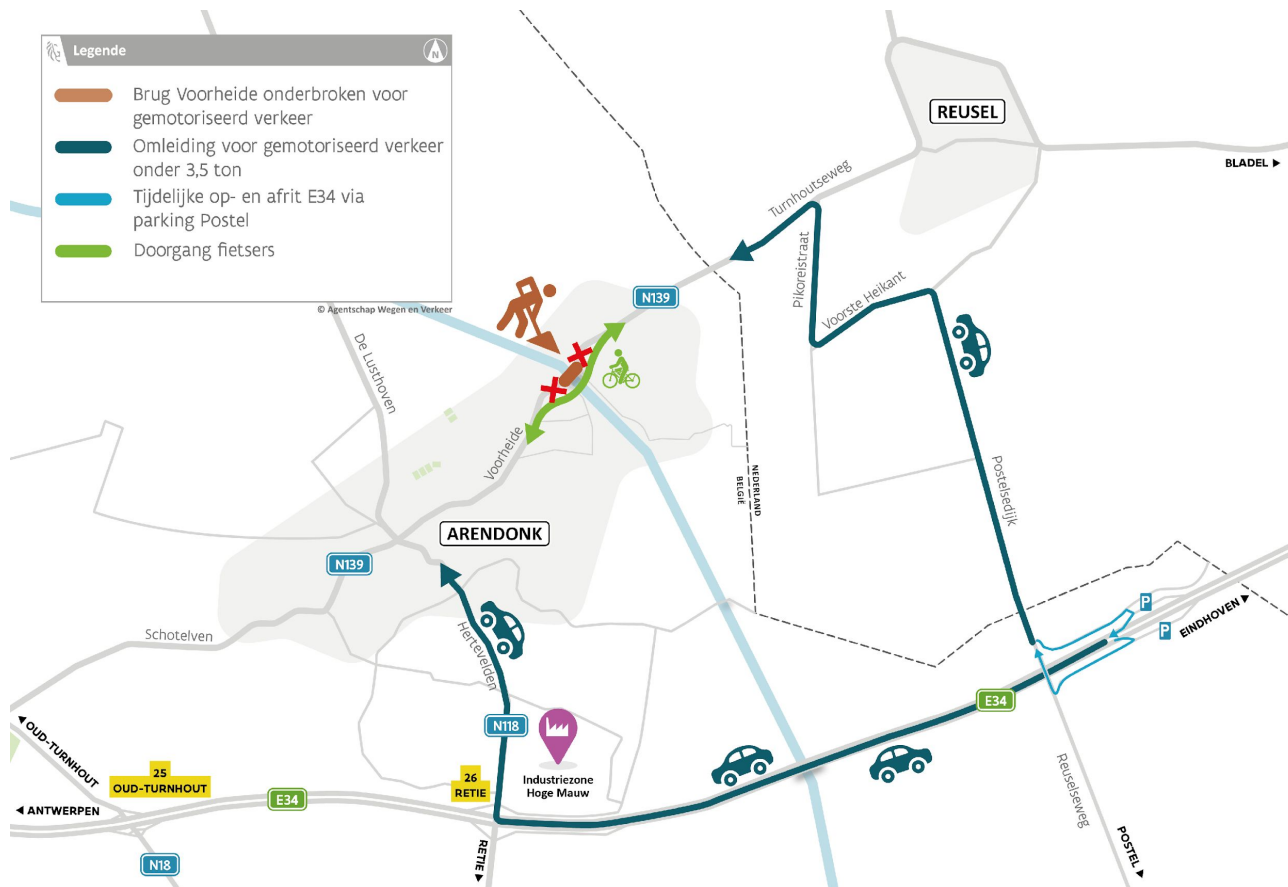 Legende
N
Brug Voorheide onderbroken voor
gemotoriseerd verkeer
Omleiding voor gemotoriseerd verkeer
onder 3,5 ton
Tijdelijke op- en afrit E34 via
parking Postel
Doorgang fietsers
© Agentschap Wegen en Verkeer
REUSEL
BLADEL
Turnhoutseweg
Pikoreistraat
Voorste Heikant
N139
De Lusthoven
Voorheide
NEDERLAND
BELGIË
Postelsedijk
ARENDONK
N139
Schotelven
Hertevelden
P
P
EINDHOVEN
E34
N118
Industriezone
Hoge Mauw
OUD-TURNHOUT
25
OUD-TURNHOUT
26
RETIE
E34
ANTWERPEN
N18
RETIE
Reuselseweg
POSTEL